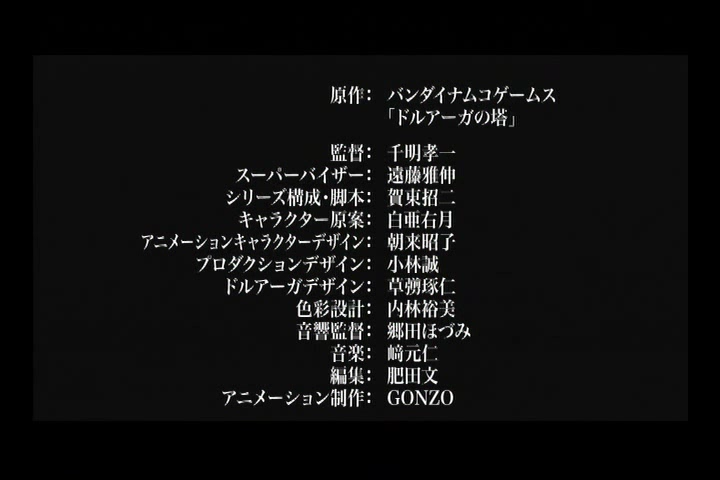 原作：バンダイナムコゲームス
「ドルアーガの塔」
監督：千明孝一
スーパーバイザー：遠藤雅伸
シリーズ構成・脚本：賀東招二
キャラクター原案：白亜右月
アニメーションキャラクターデザイン：朝来昭子
プロダクションデザイン：小林誠
ドルアーガデザイン：草彅琢仁
色彩設計：内林裕美
音響監督：郷田ほづみ
音楽：﨑元仁
編集：肥田文
アニメーション制作：GONZO